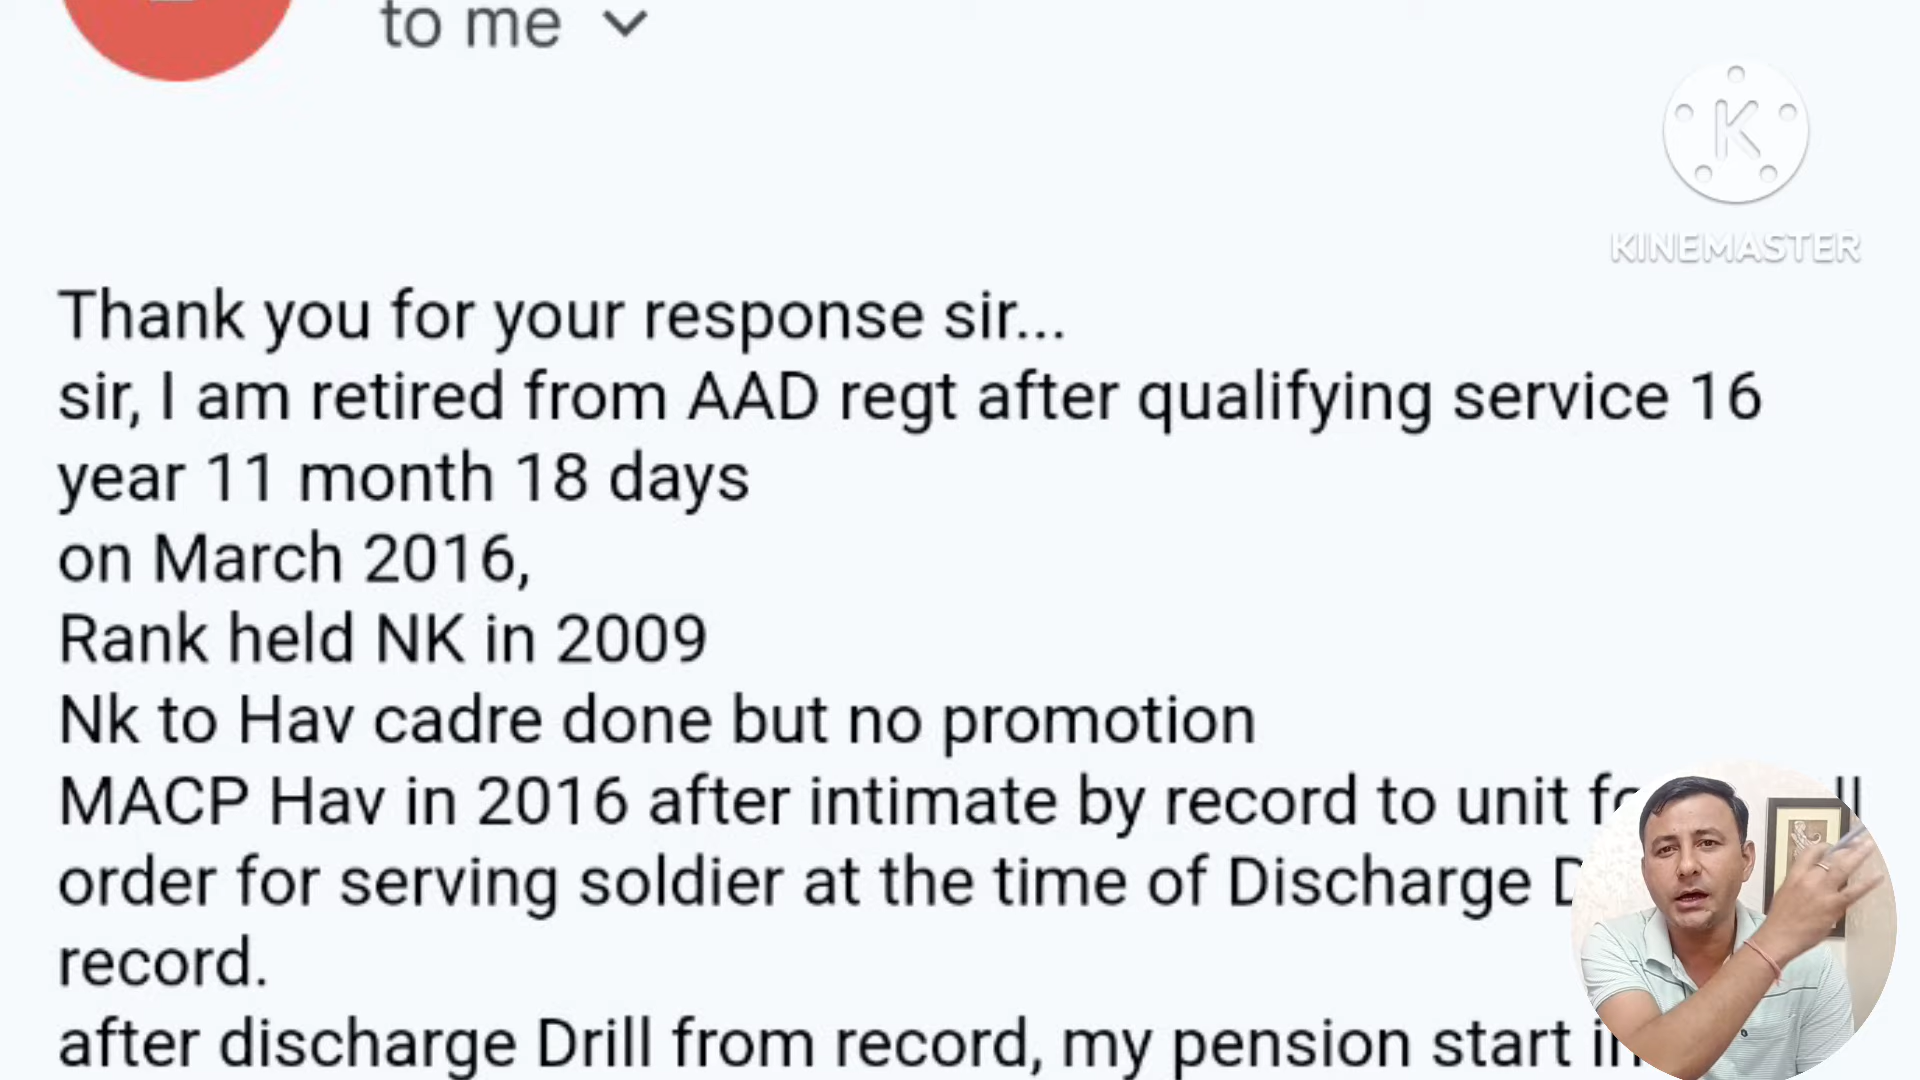 to me
K
KINEMASTER
Thank you for your response sir...
sir, I am retired from AAD regt after qualifying service 16
year 11 month 18 days
on March 2016,
Rank held NK in 2009
Nk to Hav cadre done but no promotion
MACP Hav in 2016 after intimate by record to unit
order for serving soldier at the time of Discharge
record.
after discharge Drill from record, my pension start in